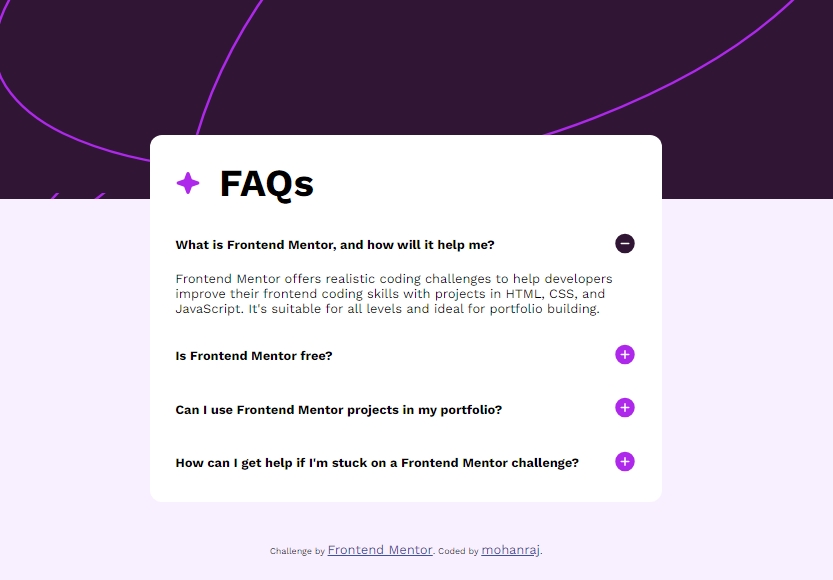 FAQs
What is Frontend Mentor, and how will it help me?
Frontend Mentor offers realistic coding challenges to help developers
improve their frontend coding skills with projects in HTML, CSS, and
JavaScript. It's suitable for all levels and ideal for portfolio building.
Is Frontend Mentor free?
Can I use Frontend Mentor projects in my portfolio?
How can I get help if I'm stuck on a Frontend Mentor challenge?
Challenge by Frontend Mentor. Coded by mohanraj.